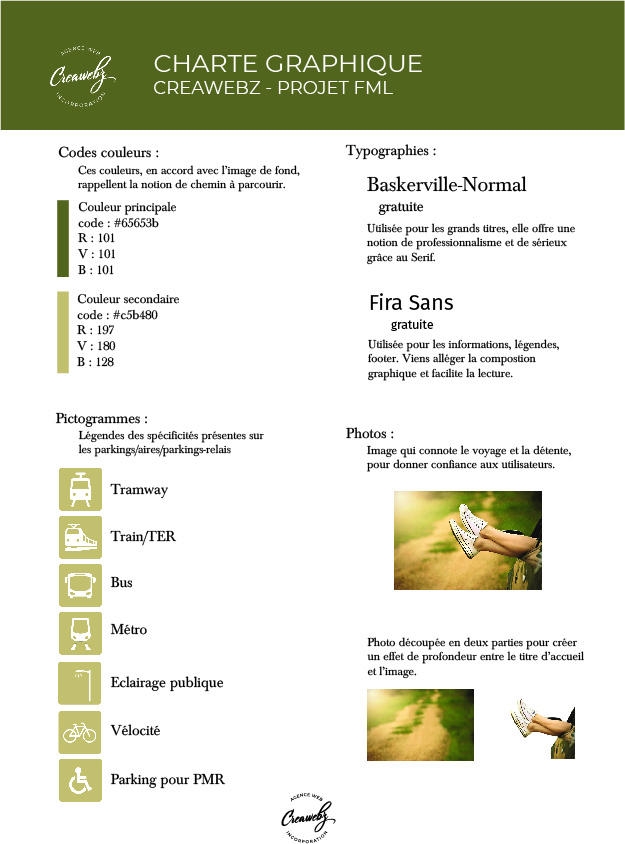 AGENCE WEB
Creawebz
INCORPORATION
CHARTE GRAPHIQUE
CREAWEBZ - PROJET FML
Codes couleurs :
Ces couleurs, en accord avec l'image de fond,
rappellent la notion de chemin à parcourir.
Couleur principale
code : #65653b
R : 101
V : 101
B : 101
Couleur secondaire
code : #c5b480
R : 197
V : 180
B : 128
Pictogrammes :
Légendes des spécificités présentes sur
les parkings/aires/parkings-relais
Tramway
Train/TER
Bus
Métro
Eclairage publique
Vélocité
Parking pour PMR
Typographies :
Baskerville-Normal
gratuite
Utilisée pour les grands titres, elle offre une
notion de professionnalisme et de sérieux
grâce au Serif.
Fira Sans
gratuite
Utilisée pour les informations, légendes,
footer. Viens alléger la compostion
graphique et facilite la lecture.
Photos :
Image qui connote le voyage et la détente,
pour donner confiance aux utilisateurs.
Photo découpée en deux parties pour créer
un effet de profondeur entre le titre d'accueil
et l'image.
AGENCE WEB
Creawebz
INCORPORATION